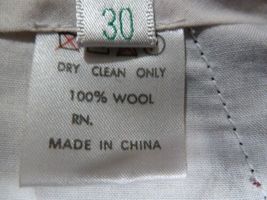 30
DRY CLEAN ONLY
100% WOOL
RN.
MADE IN CHINA